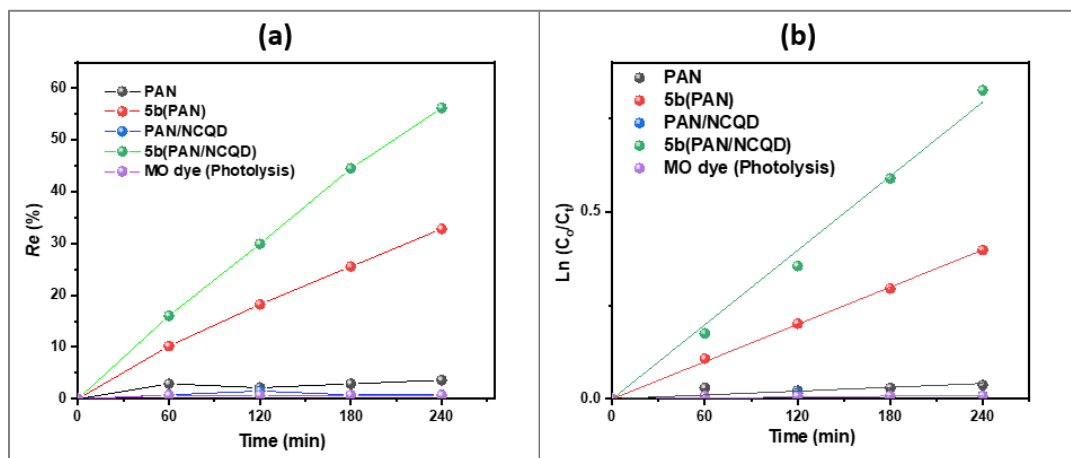 (a)
60
50
40
30
20
10
0
Re (%)
PAN
5b(PAN)
PAN/NCQD
5b(PAN/NCQD)
MO dye (Photolysis)
0 60 120 180 240
Time (min)
(b)
0.5
0.0
Ln (C₀/Cₜ)
PAN
5b(PAN)
PAN/NCQD
5b(PAN/NCQD)
MO dye (Photolysis)
0 60 120 180 240
Time (min)